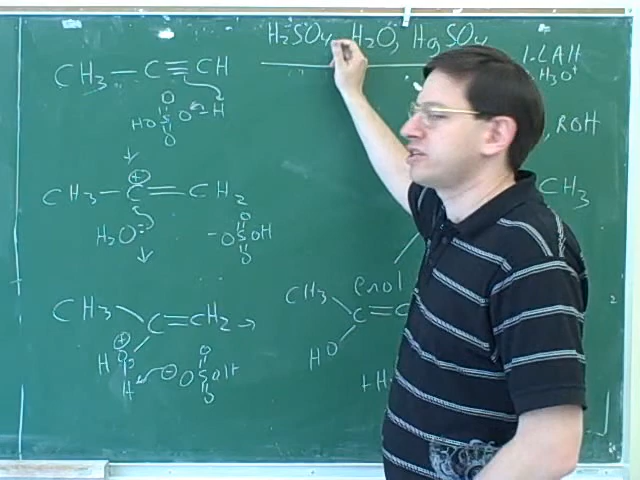 H₂SO₄, H₂O, HgSO₄
CH₃—C≡CH
1. LAH
H₃O⁺
HO S O—H
O
O
, ROH
CH₃—C⊕=CH₂
CH₃
H₂O:
-O S OH
O
O
enol
CH₃ C=CH₂ →
CH₃ C=C
⊕
H O
H
⊖O S OH
O
O
HO
+H